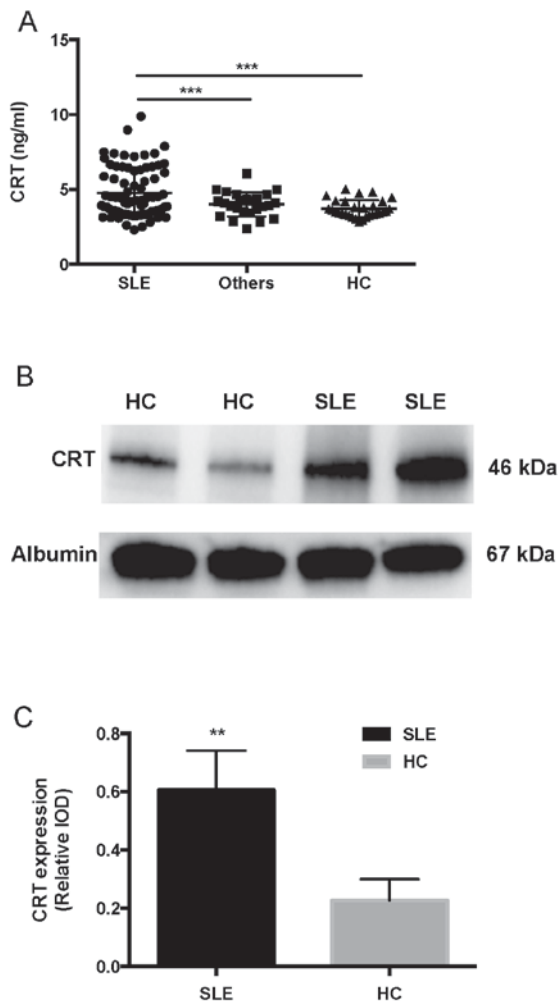 A
15
***
***
10
CRT (ng/ml)
5
0
SLE Others HC
B
HC HC SLE SLE
CRT 46 kDa
Albumin 67 kDa
C
0.8
** SLE
HC
0.6
CRT expression
(Relative IOD)
0.4
0.2
0.0
SLE HC